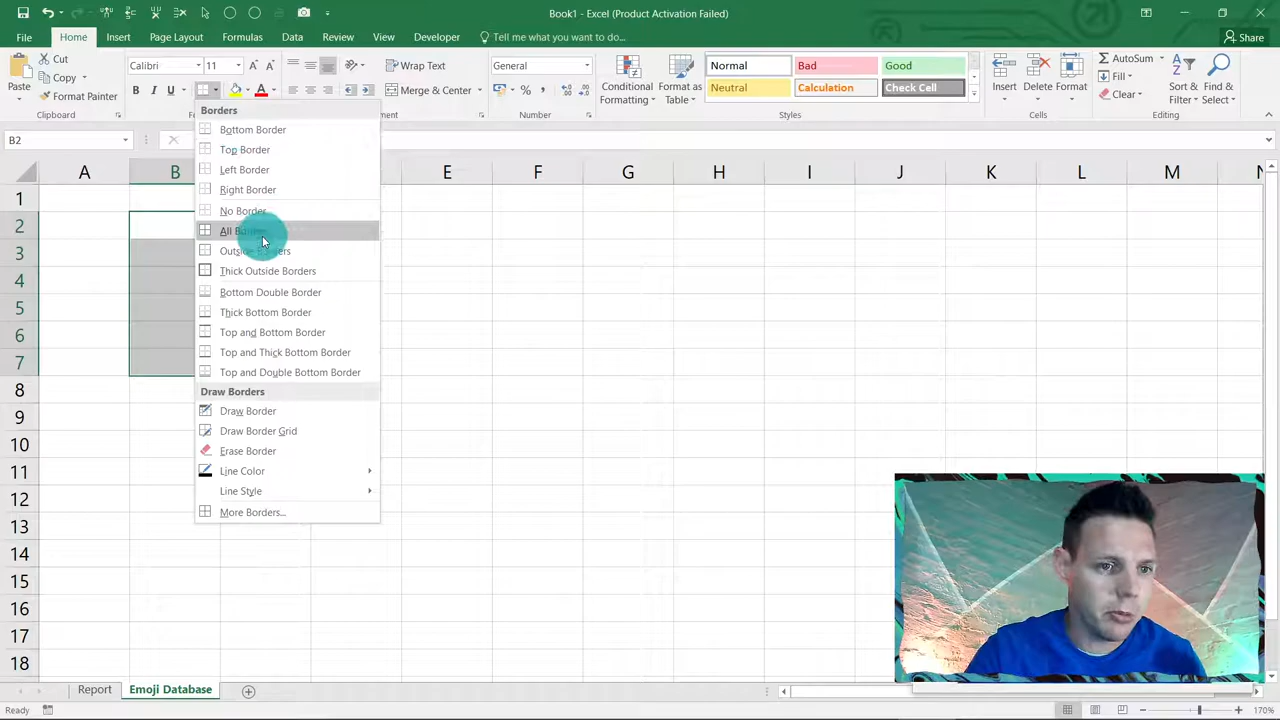 Book1 - Excel (Product Activation Failed)
File Home Insert Page Layout Formulas Data Review View Developer Tell me what you want to do... Share
Paste Cut Copy Format Painter
Calibri 11 Wrap Text General Conditional Formatting Format as Table Normal Bad Good Insert Delete Format AutoSum Fill Clear Sort & Filter Find & Select
B I U Merge & Center % Neutral Calculation Check Cell
Clipboard Number Styles Cells Editing
B2
Borders
Bottom Border
Top Border
Left Border
Right Border
No Border
All
Outside Borders
Thick Outside Borders
Bottom Double Border
Thick Bottom Border
Top and Bottom Border
Top and Thick Bottom Border
Top and Double Bottom Border
Draw Borders
Draw Border
Draw Border Grid
Erase Border
Line Color
Line Style
More Borders...
A B E F G H I J K L M
1
2
3
4
5
6
7
8
9
10
11
12
13
14
15
16
17
18
Report Emoji Database
Ready 170%